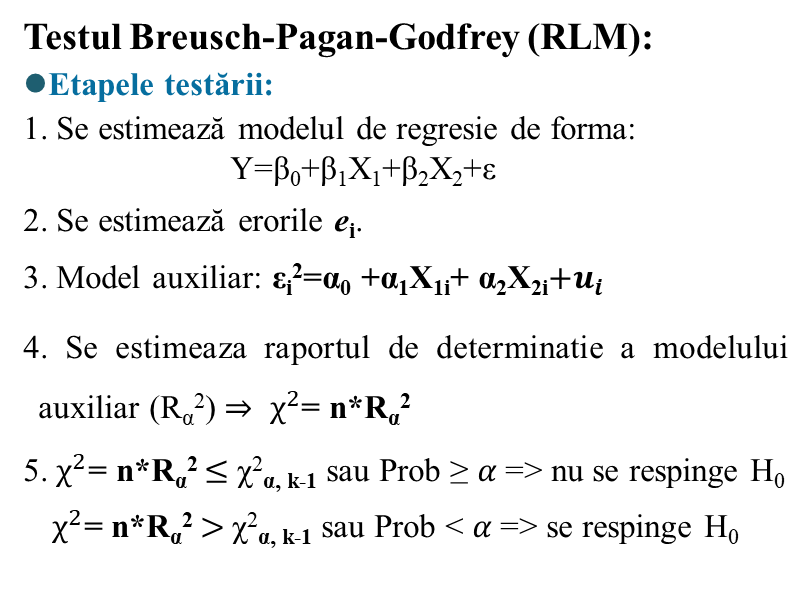 Testul Breusch-Pagan-Godfrey (RLM):
●Etapele testării:
1. Se estimează modelul de regresie de forma:
Y=β₀+β₁X₁+β₂X₂+ε
2. Se estimează erorile eᵢ.
3. Model auxiliar: εᵢ²=α₀ +α₁X₁ᵢ+ α₂X₂ᵢ+uᵢ
4. Se estimeaza raportul de determinatie a modelului
auxiliar (Rα²) ⇒ χ²= n*Rα²
5. χ²= n*Rα² ≤ χ²α, k-1 sau Prob ≥ α => nu se respinge H₀
χ²= n*Rα² > χ²α, k-1 sau Prob < α => se respinge H₀